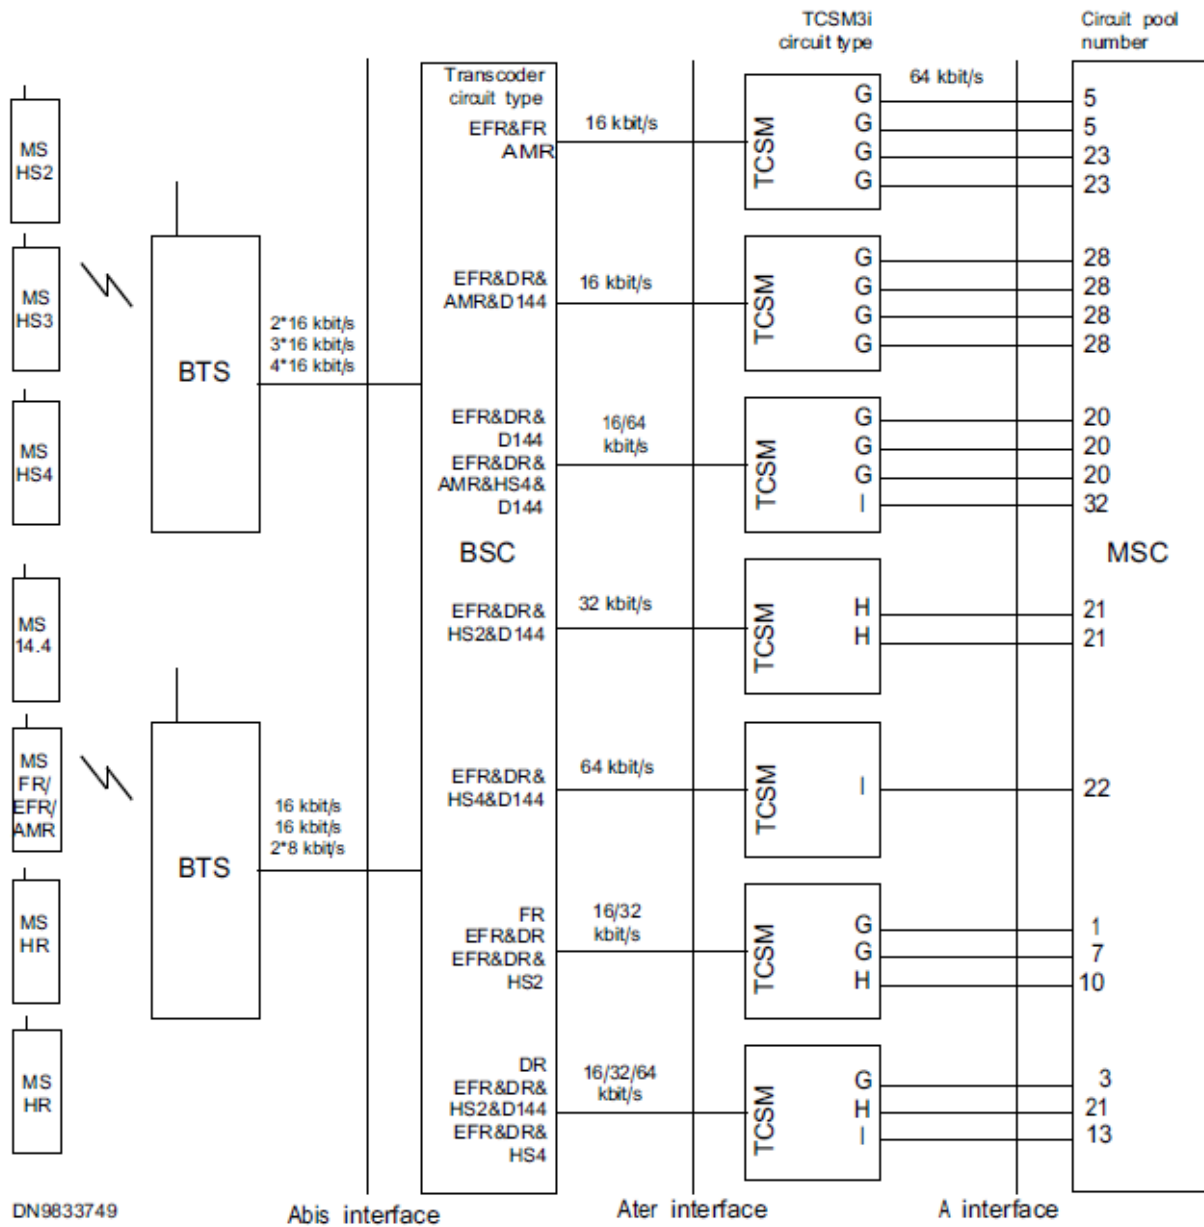 TCSM3i
circuit type
Circuit pool
number
Transcoder
circuit type
64 kbit/s
MS
HS2
MS
HS3
MS
HS4
MS
14.4
MS
FR/
EFR/
AMR
MS
HR
MS
HR
BTS
2*16 kbit/s
3*16 kbit/s
4*16 kbit/s
BTS
16 kbit/s
16 kbit/s
2*8 kbit/s
BSC
MSC
EFR&FR
AMR
16 kbit/s
TCSM
G 5
G 5
G 23
G 23
EFR&DR&
AMR&D144
16 kbit/s
TCSM
G 28
G 28
G 28
G 28
EFR&DR&
D144
EFR&DR&
AMR&HS4&
D144
16/64
kbit/s
TCSM
G 20
G 20
G 20
I 32
EFR&DR&
HS2&D144
32 kbit/s
TCSM
H 21
H 21
EFR&DR&
HS4&D144
64 kbit/s
TCSM
I 22
FR
EFR&DR
EFR&DR&
HS2
16/32
kbit/s
TCSM
G 1
G 7
H 10
DR
EFR&DR&
HS2&D144
EFR&DR&
HS4
16/32/64
kbit/s
TCSM
G 3
H 21
I 13
DN9833749
Abis interface
Ater interface
A interface